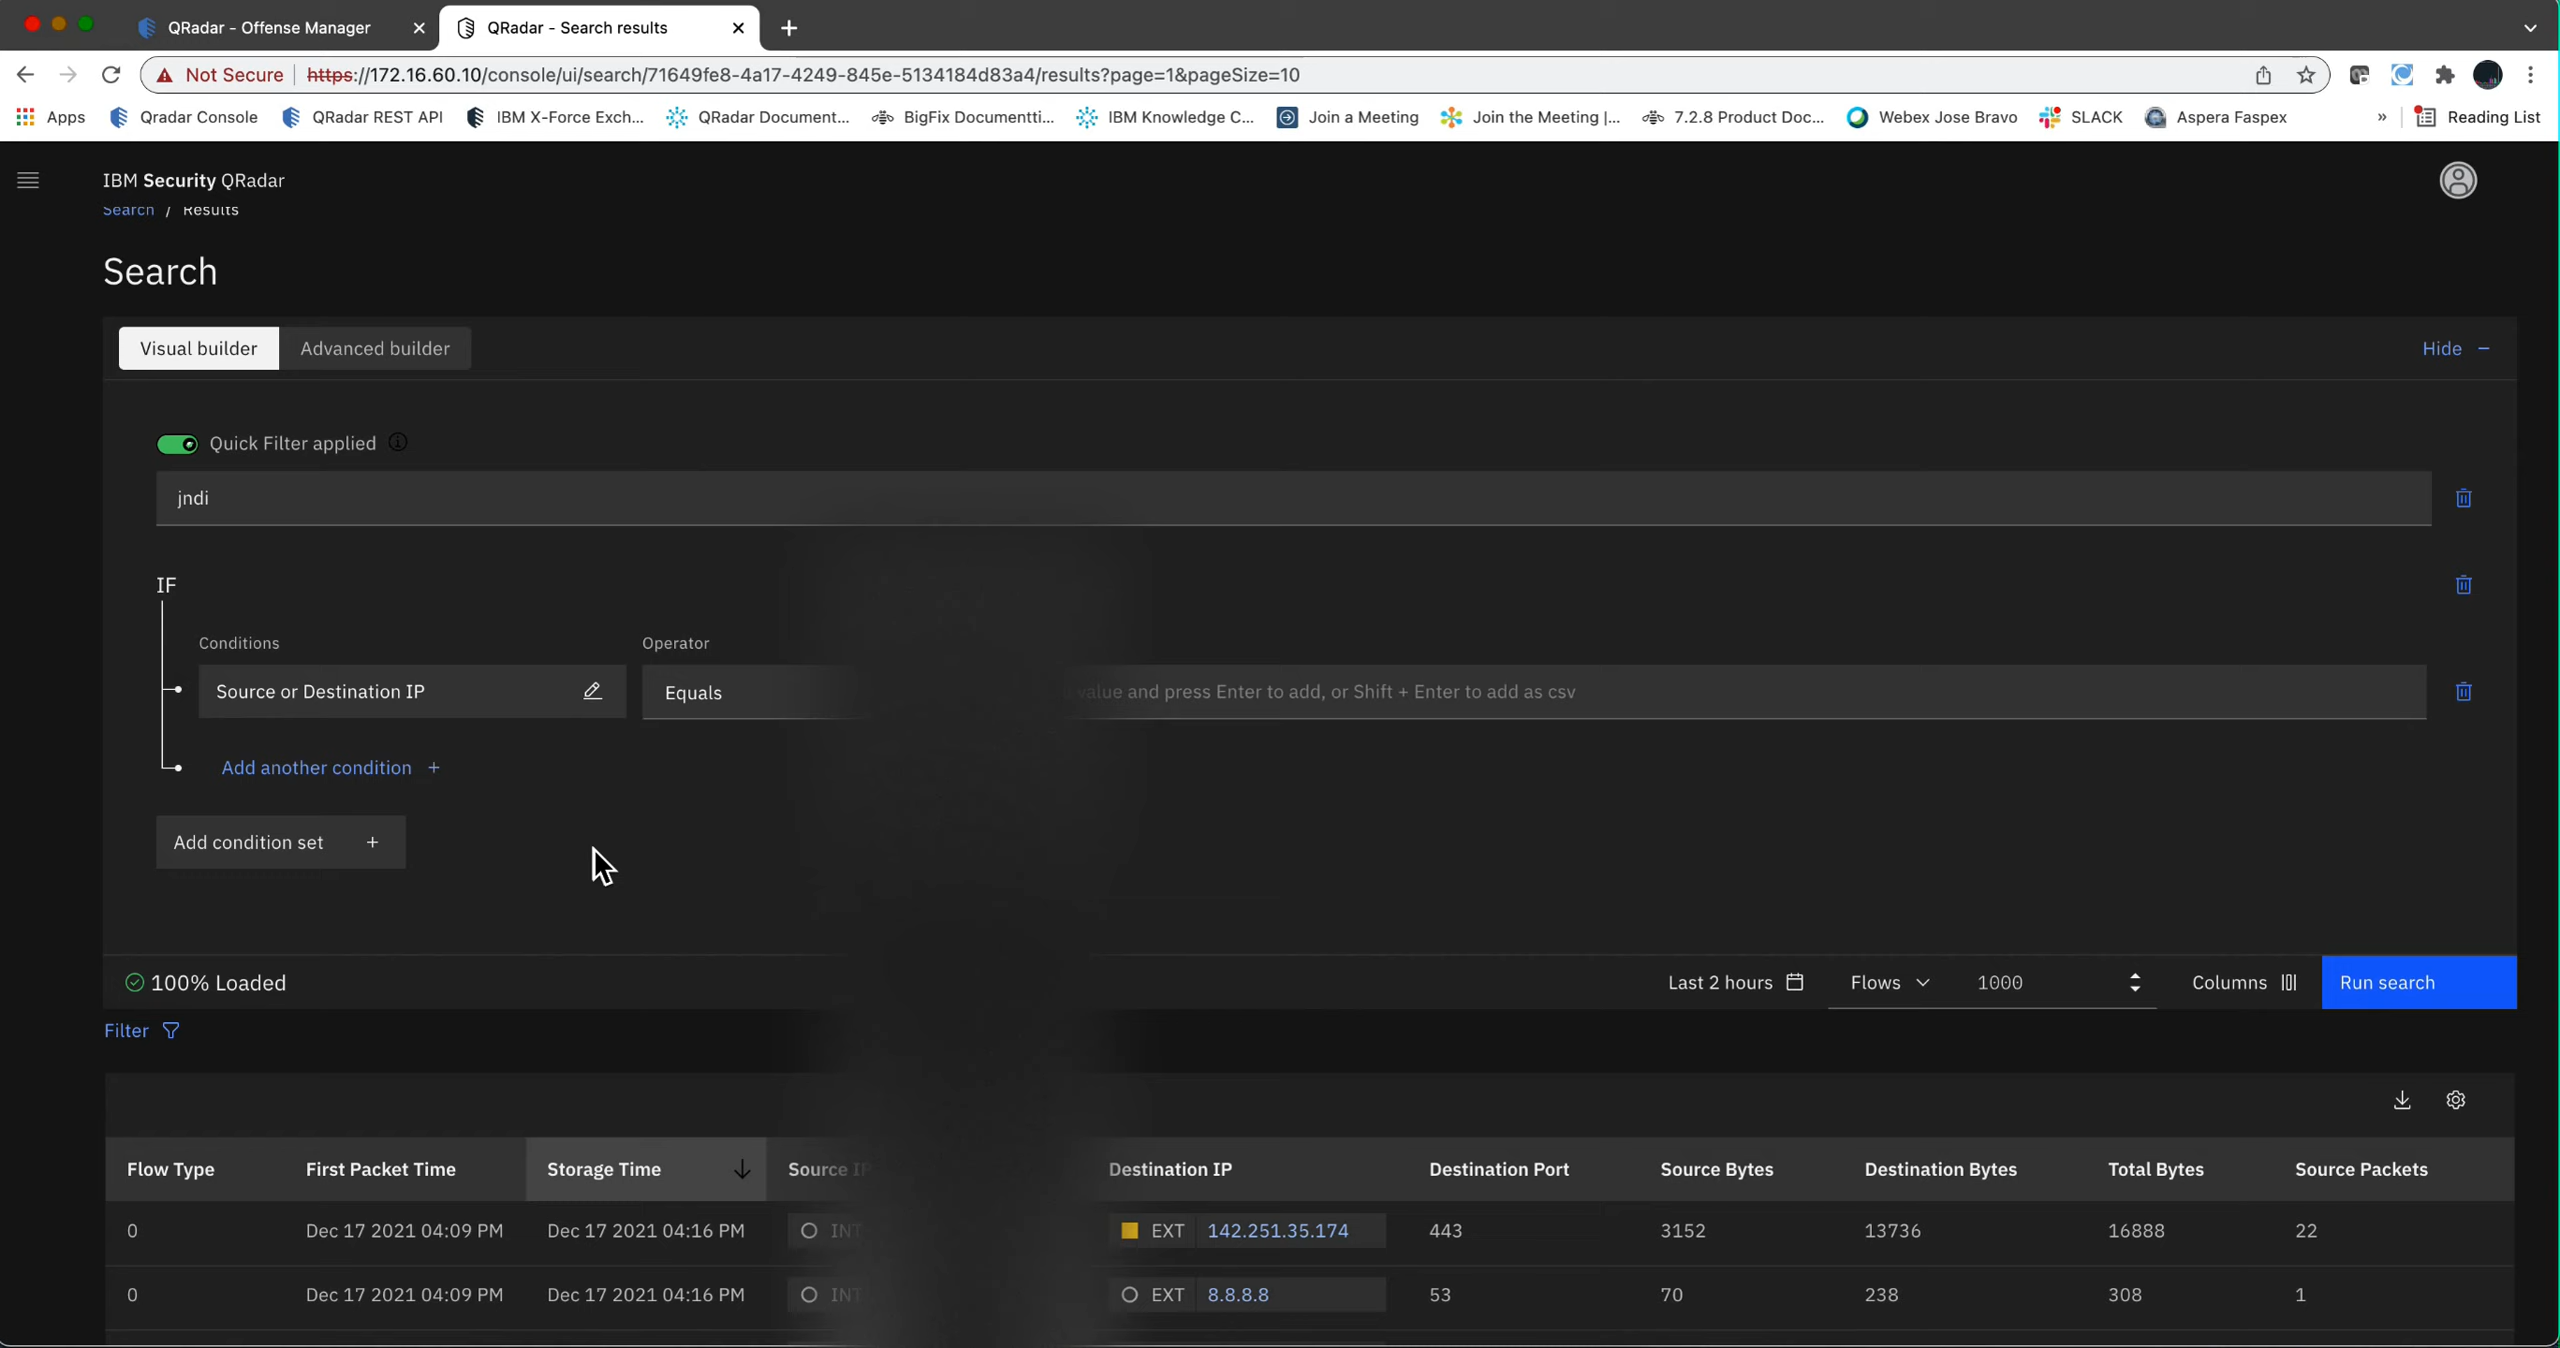 QRadar - Offense Manager
QRadar - Search results
Not Secure https://172.16.60.10/console/ui/search/71649fe8-4a17-4249-845e-5134184d83a4/results?page=1&pageSize=10
Apps Qradar Console QRadar REST API IBM X-Force Exch... QRadar Document... BigFix Documentti... IBM Knowledge C... Join a Meeting Join the Meeting |... 7.2.8 Product Doc... Webex Jose Bravo SLACK Aspera Faspex » Reading List
IBM Security QRadar
Search / Results
Search
Visual builder Advanced builder Hide
Quick Filter applied
jndi
IF
Conditions Operator
Source or Destination IP Equals value and press Enter to add, or Shift + Enter to add as csv
Add another condition +
Add condition set +
100% Loaded Last 2 hours Flows 1000 Columns Run search
Filter
Flow Type First Packet Time Storage Time Source IP Destination IP Destination Port Source Bytes Destination Bytes Total Bytes Source Packets
0 Dec 17 2021 04:09 PM Dec 17 2021 04:16 PM INT EXT 142.251.35.174 443 3152 13736 16888 22
0 Dec 17 2021 04:09 PM Dec 17 2021 04:16 PM INT EXT 8.8.8.8 53 70 238 308 1